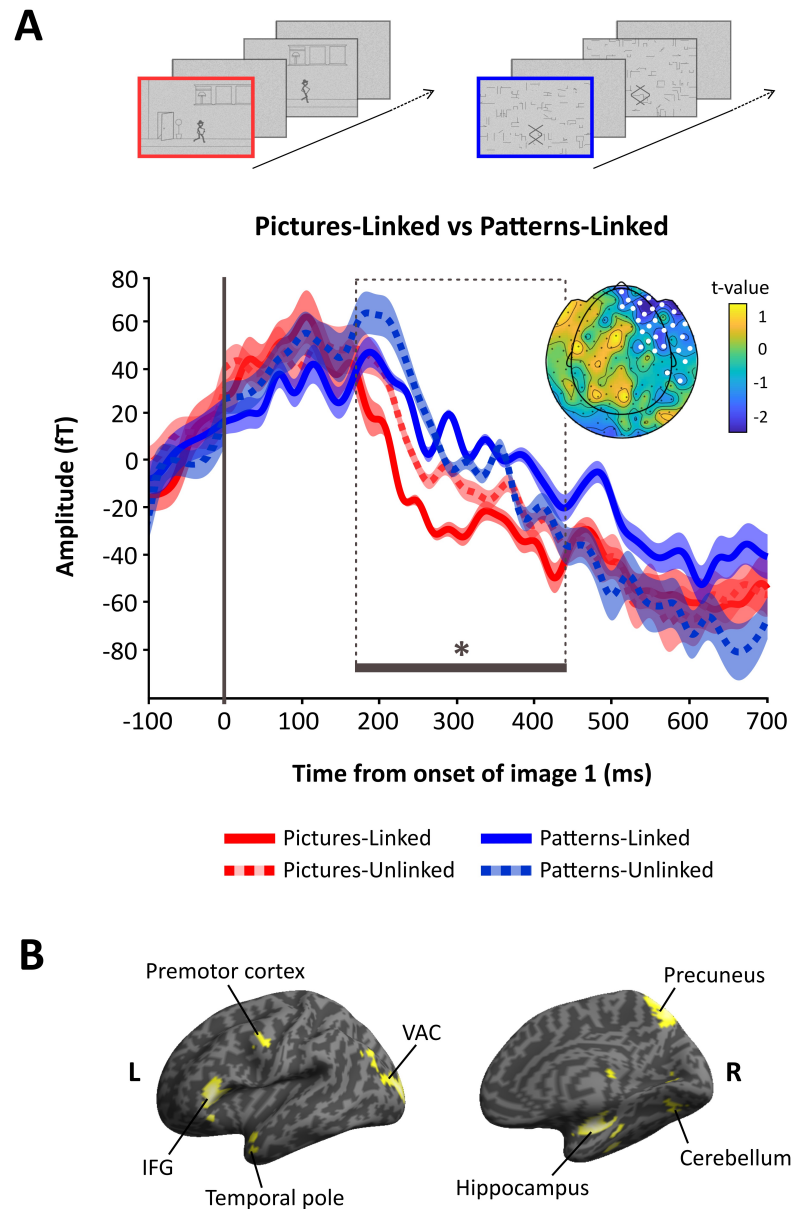 A
Pictures-Linked vs Patterns-Linked
t-value
1
0
-1
-2
Amplitude (fT)
80
60
40
20
0
-20
-40
-60
-80
*
-100 0 100 200 300 400 500 600 700
Time from onset of image 1 (ms)
Pictures-Linked Patterns-Linked
Pictures-Unlinked Patterns-Unlinked
B
Premotor cortex
Precuneus
VAC
L
R
IFG
Cerebellum
Temporal pole
Hippocampus